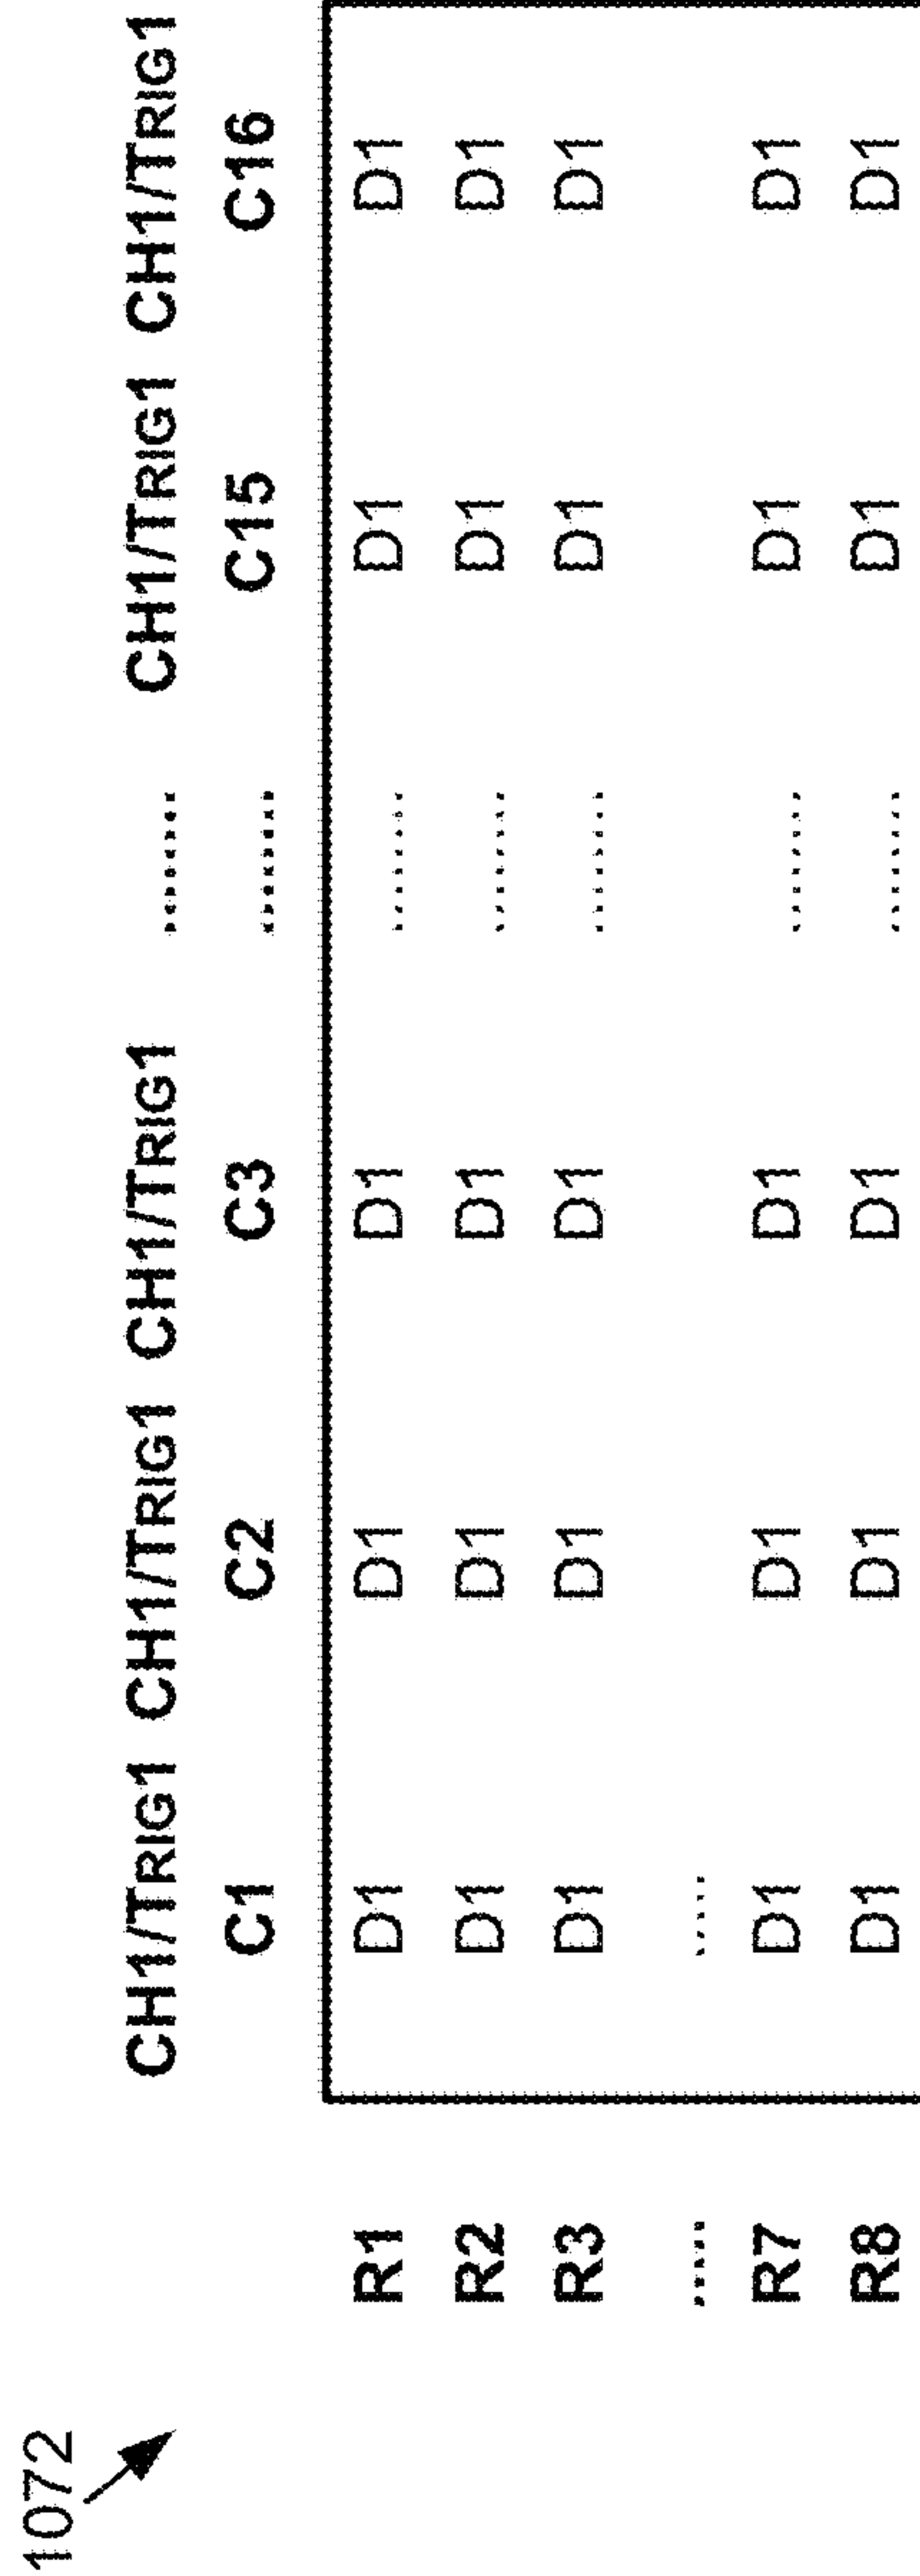 1072
CH1/TRIG1 CH1/TRIG1 CH1/TRIG1 ....... CH1/TRIG1 CH1/TRIG1
C1 C2 C3 ....... C15 C16
R1 D1 D1 D1 ....... D1 D1
R2 D1 D1 D1 ....... D1 D1
R3 D1 D1 D1 ....... D1 D1
..... .....
R7 D1 D1 D1 ....... D1 D1
R8 D1 D1 D1 ....... D1 D1